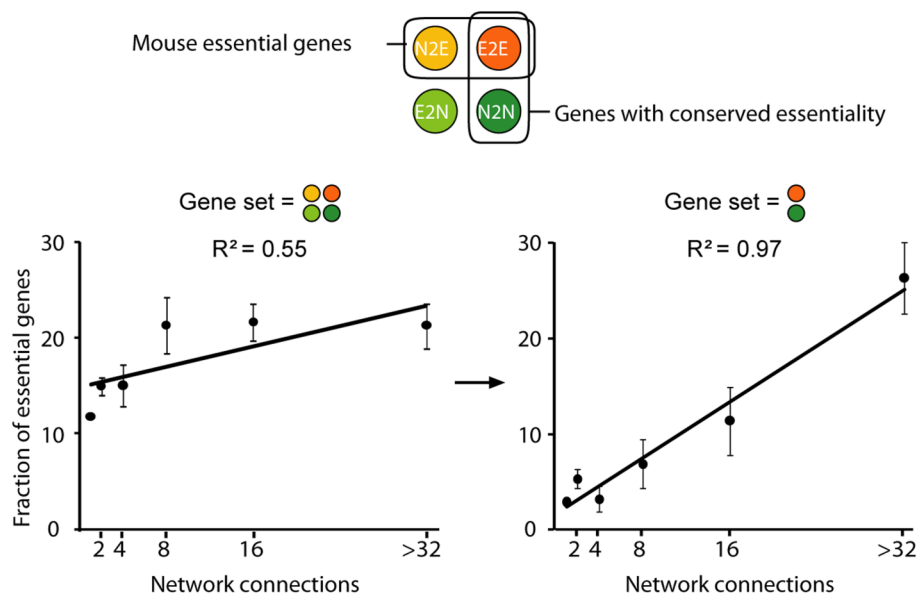 Mouse essential genes
N2E E2E
E2N N2N
Genes with conserved essentiality
Gene set =
R² = 0.55
Fraction of essential genes
30
20
10
0
2 4 8 16 >32
Network connections
Gene set =
R² = 0.97
30
20
10
0
2 4 8 16 >32
Network connections